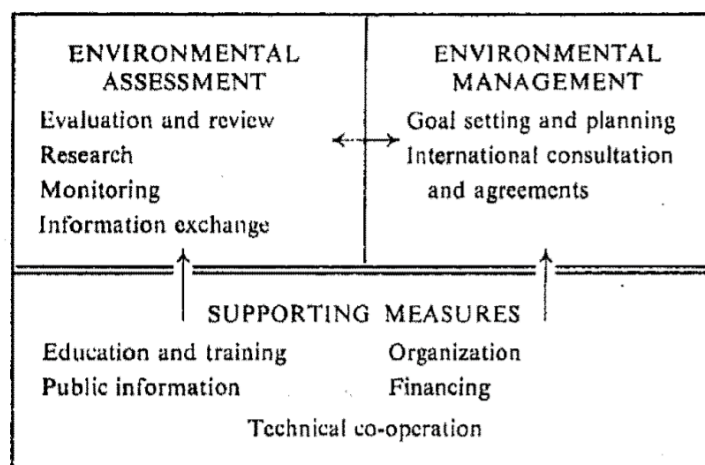 ENVIRONMENTAL
ASSESSMENT
Evaluation and review
Research
Monitoring
Information exchange
ENVIRONMENTAL
MANAGEMENT
Goal setting and planning
International consultation
and agreements
SUPPORTING MEASURES
Education and training
Public information
Organization
Financing
Technical co-operation